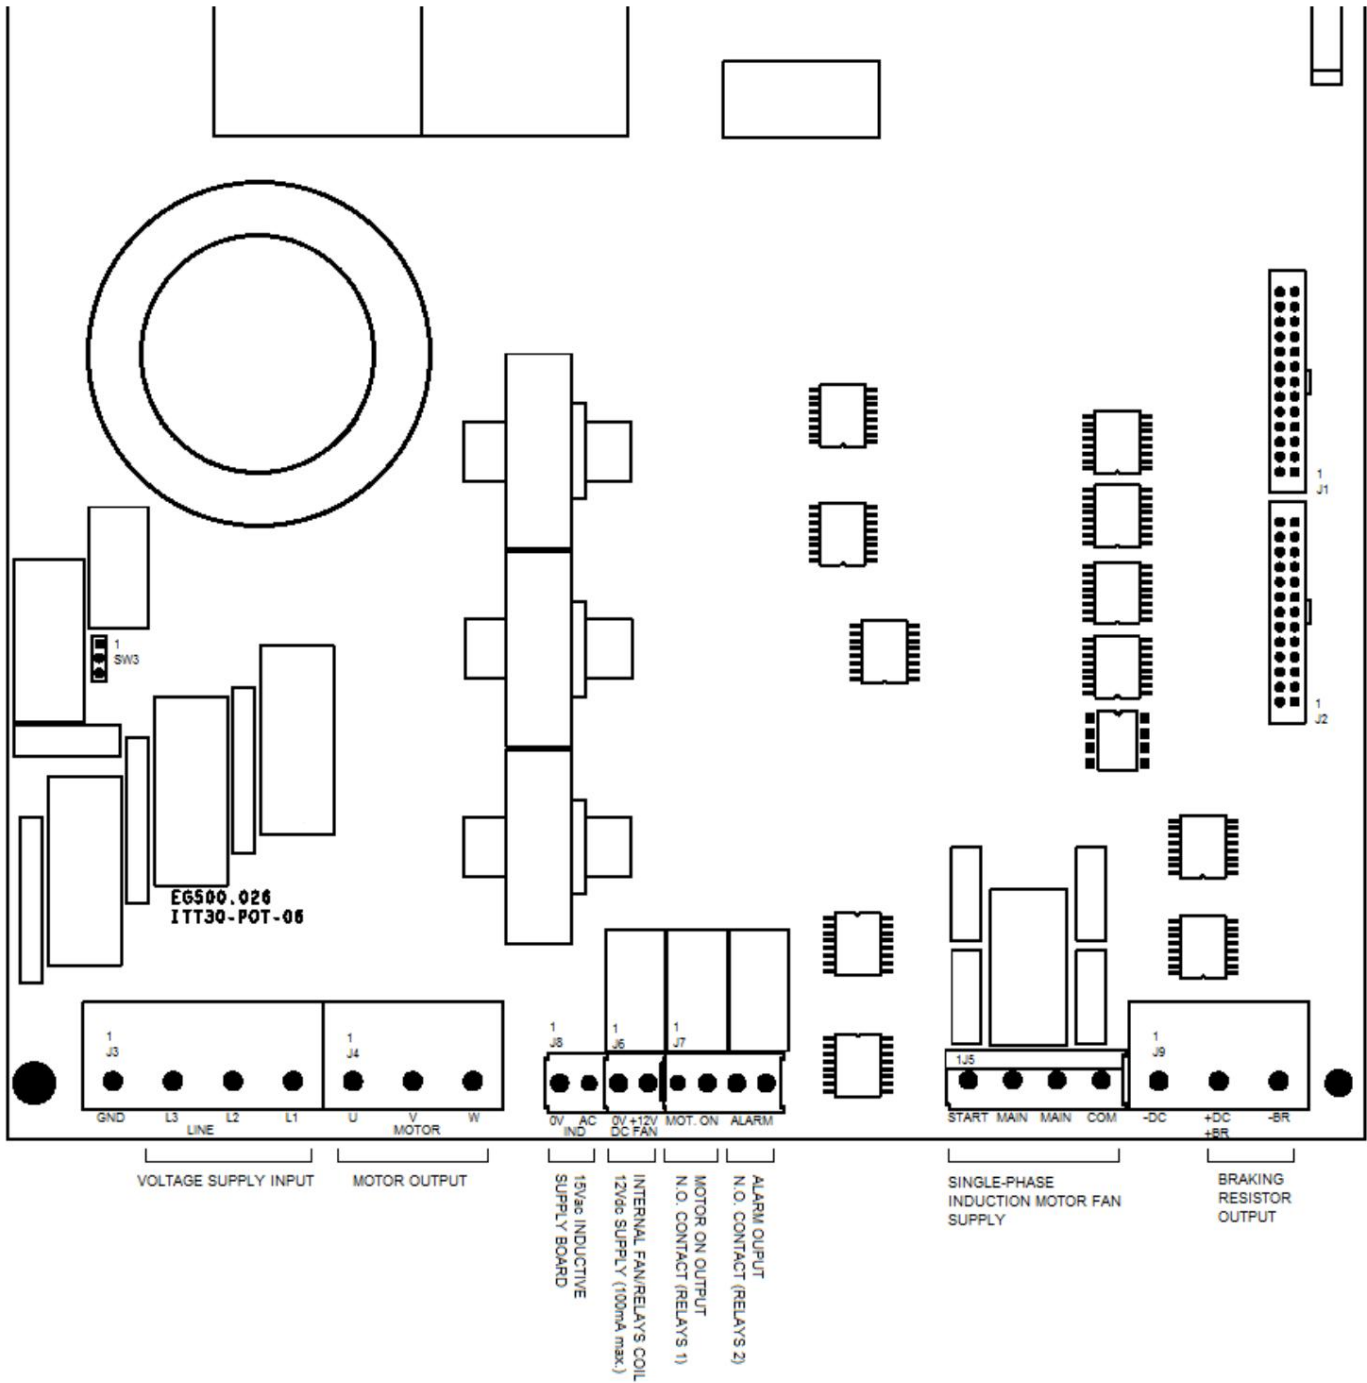 1
J1
1
SW3
1
J2
EG500.026
ITT30-POT-06
1
J3
1
J4
1
J8
1
J6
1
J7
1J5
1
J9
GND L3 L2 L1 U V W
LINE MOTOR
0V AC 0V +12V MOT. ON ALARM
IND DC FAN
START MAIN MAIN COM -DC +DC -BR
+BR
VOLTAGE SUPPLY INPUT
MOTOR OUTPUT
15Vac INDUCTIVE
SUPPLY BOARD
INTERNAL FAN/RELAYS COIL
12Vdc SUPPLY (100mA max.)
MOTOR ON OUTPUT
N.O. CONTACT (RELAYS 1)
ALARM OUPUT
N.O. CONTACT (RELAYS 2)
SINGLE-PHASE
INDUCTION MOTOR FAN
SUPPLY
BRAKING
RESISTOR
OUTPUT